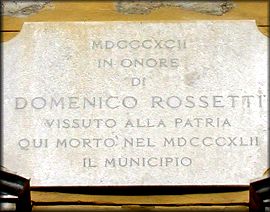 MDCCCXCII
IN ONORE
DI
DOMENICO ROSSETTI
VISSUTO ALLA PATRIA
QUI MORTO NEL MDCCCXLII
IL MUNICIPIO